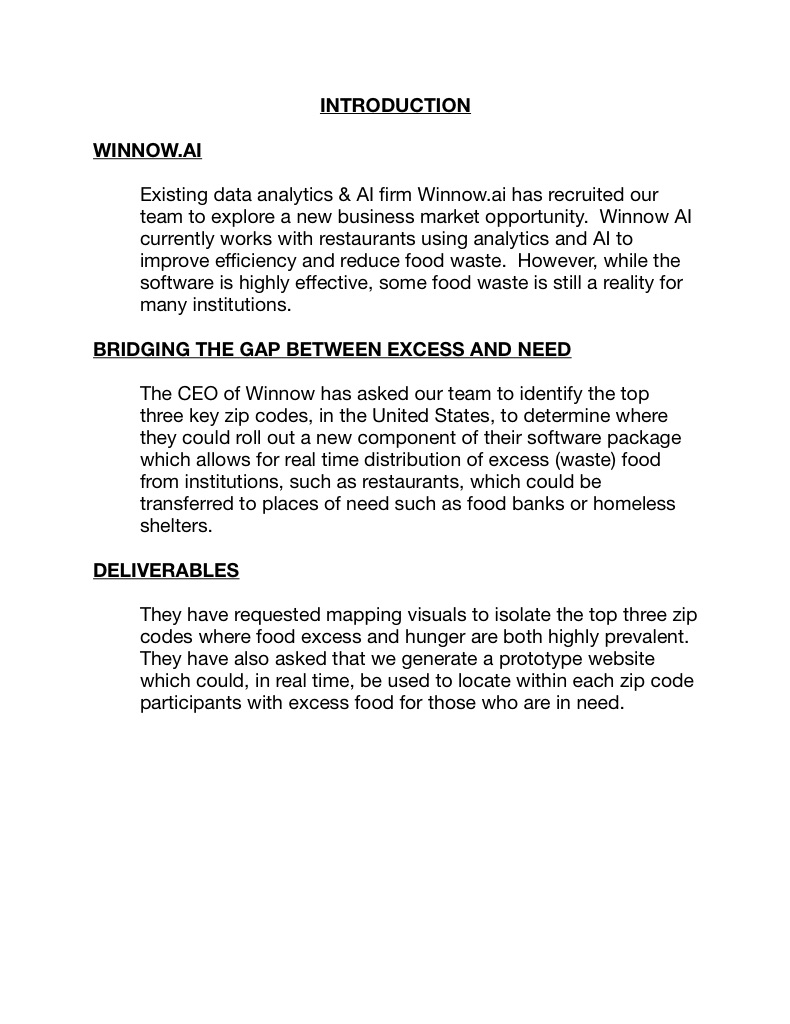 INTRODUCTION
WINNOW.AI
Existing data analytics & AI firm Winnow.ai has recruited our
team to explore a new business market opportunity.  Winnow AI
currently works with restaurants using analytics and AI to
improve efficiency and reduce food waste.  However, while the
software is highly effective, some food waste is still a reality for
many institutions.
BRIDGING THE GAP BETWEEN EXCESS AND NEED
The CEO of Winnow has asked our team to identify the top
three key zip codes, in the United States, to determine where
they could roll out a new component of their software package
which allows for real time distribution of excess (waste) food
from institutions, such as restaurants, which could be
transferred to places of need such as food banks or homeless
shelters.
DELIVERABLES
They have requested mapping visuals to isolate the top three zip
codes where food excess and hunger are both highly prevalent.
They have also asked that we generate a prototype website
which could, in real time, be used to locate within each zip code
participants with excess food for those who are in need.